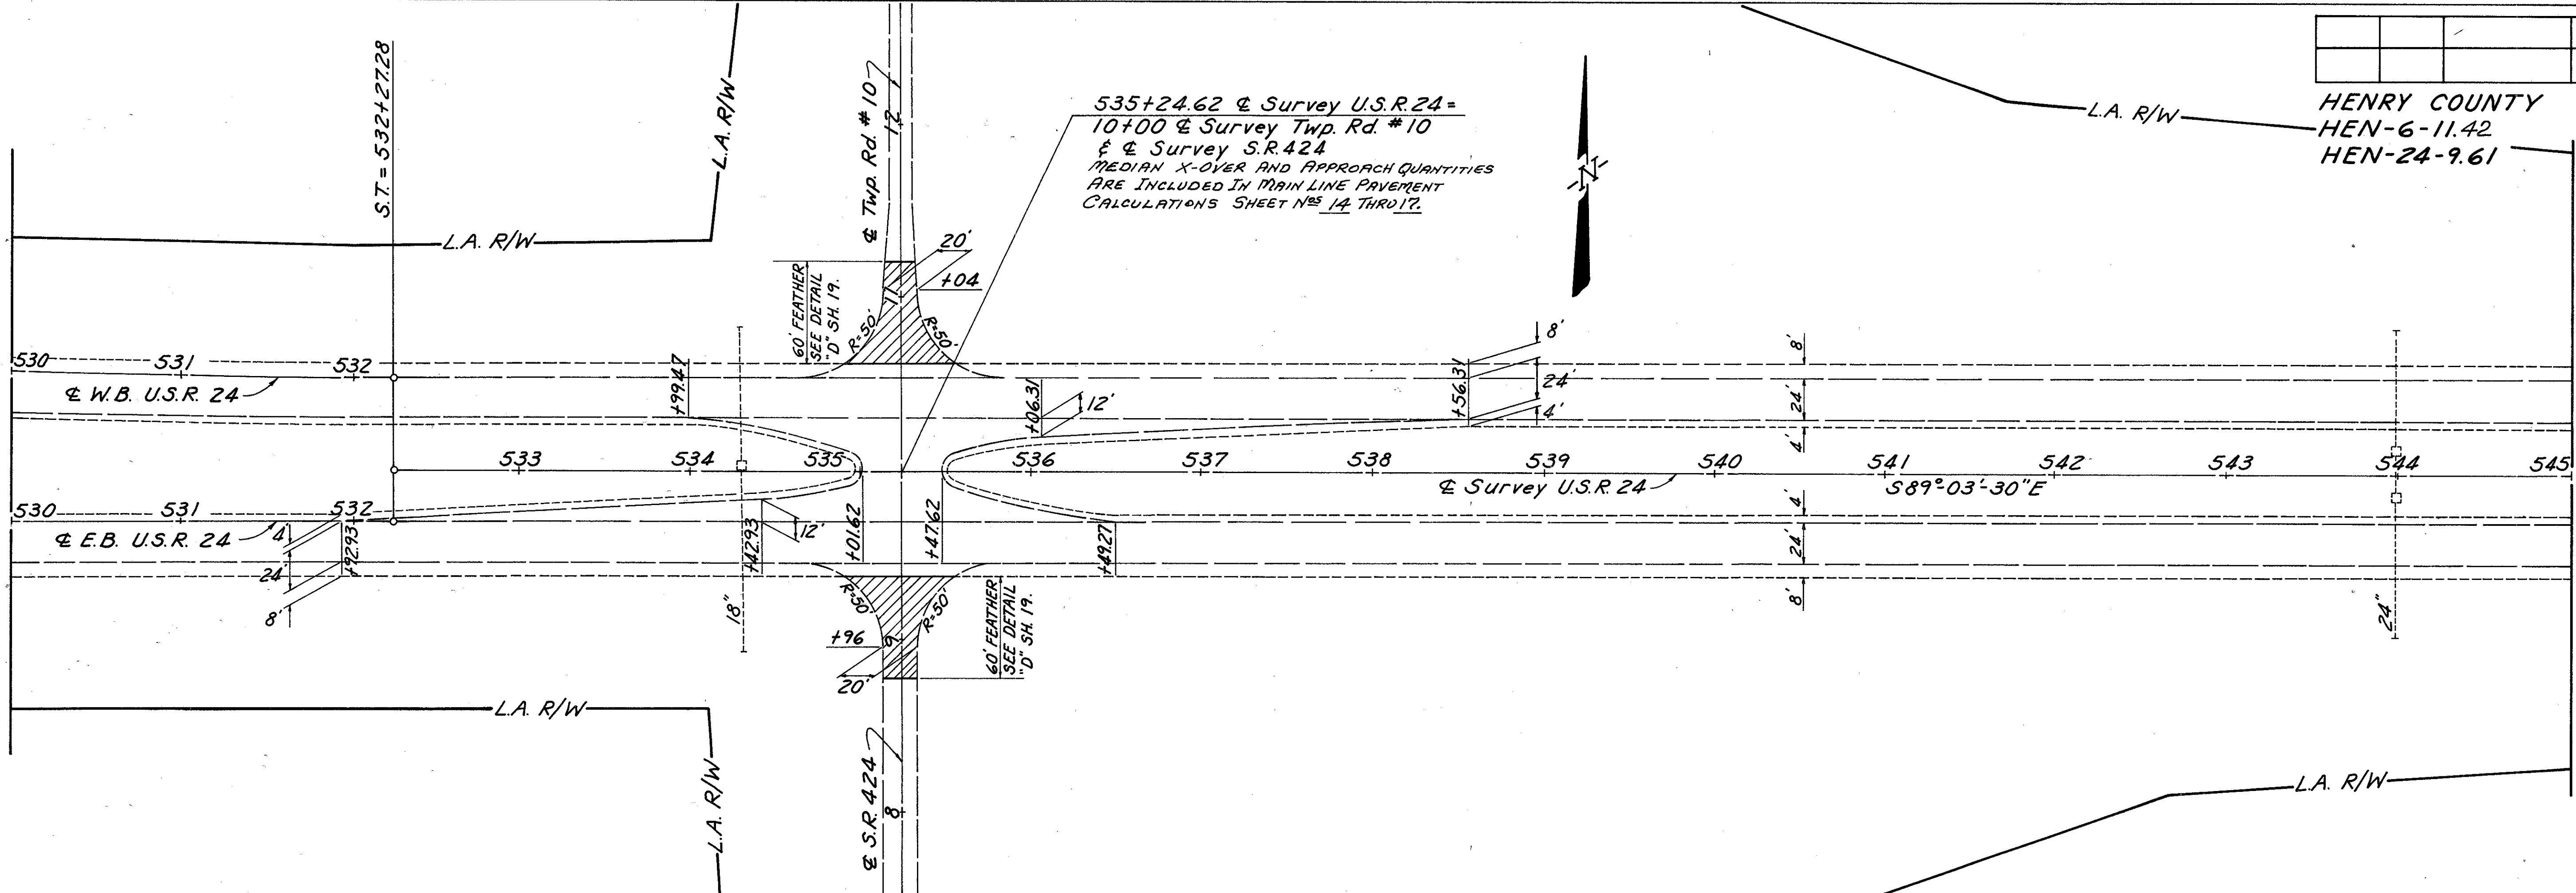 HENRY COUNTY
HEN-6-11.42
HEN-24-9.61
S.T. = 532+27.28
L.A. R/W
L.A. R/W
L.A. R/W
℄ Twp. Rd. #10
12
535+24.62 ℄ Survey U.S.R. 24 =
10+00 ℄ Survey Twp. Rd. #10
& ℄ Survey S.R. 424
MEDIAN X-OVER AND APPROACH QUANTITIES
ARE INCLUDED IN MAIN LINE PAVEMENT
CALCULATIONS SHEET Nos 14 THRU 17.
N
60' FEATHER
SEE DETAIL
"D" SH. 19.
20'
+04
11
R=50'
R=50'
530 531 532
℄ W.B. U.S.R. 24
+99.47
+06.31
12'
+56.31
8'
24'
4'
8'
24'
4'
533 534 535 536 537 538 539 540 541 542 543 544 545
℄ Survey U.S.R. 24
S 89°-03'-30" E
530 531 532
℄ E.B. U.S.R. 24
4'
24'
8'
+92.93
+42.93
12'
+01.62
+47.62
+49.27
4'
24'
8'
18"
24"
R=50'
R=50'
+96
9
20'
60' FEATHER
SEE DETAIL
"D" SH. 19.
L.A. R/W
L.A. R/W
℄ S.R. 424
8
L.A. R/W